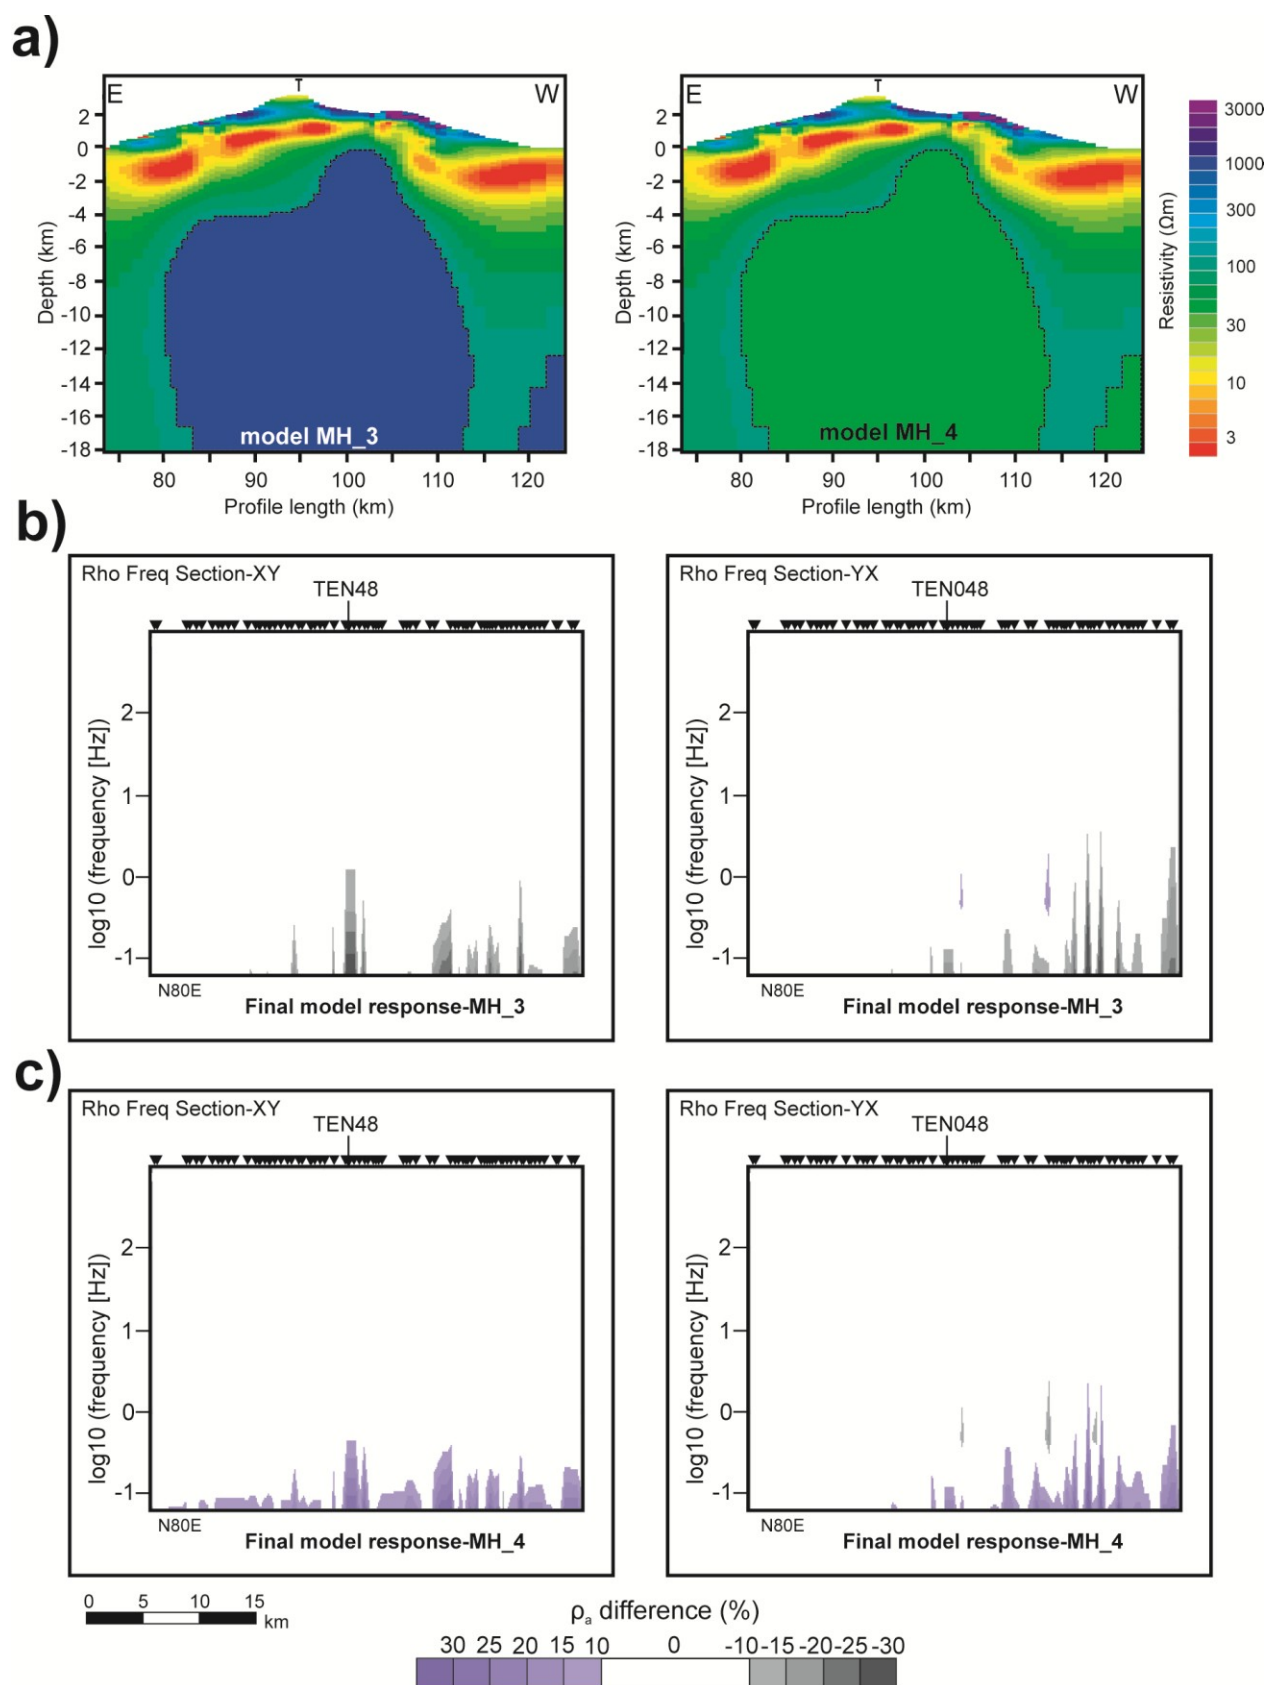 a)
E
T
W
E
T
W
2
0
-2
-4
-6
-8
-10
-12
-14
-16
-18
Depth (km)
model MH_3
80
90
100
110
120
Profile length (km)
2
0
-2
-4
-6
-8
-10
-12
-14
-16
-18
Depth (km)
model MH_4
80
90
100
110
120
Profile length (km)
3000
1000
300
100
30
10
3
Resistivity (Ωm)
b)
Rho Freq Section-XY
TEN48
2
1
0
-1
log10 (frequency [Hz])
N80E
Final model response-MH_3
Rho Freq Section-YX
TEN048
2
1
0
-1
log10 (frequency [Hz])
N80E
Final model response-MH_3
c)
Rho Freq Section-XY
TEN48
2
1
0
-1
log10 (frequency [Hz])
N80E
Final model response-MH_4
Rho Freq Section-YX
TEN048
2
1
0
-1
log10 (frequency [Hz])
N80E
Final model response-MH_4
0 5 10 15
km
ρa difference (%)
30 25 20 15 10 0 -10 -15 -20 -25 -30